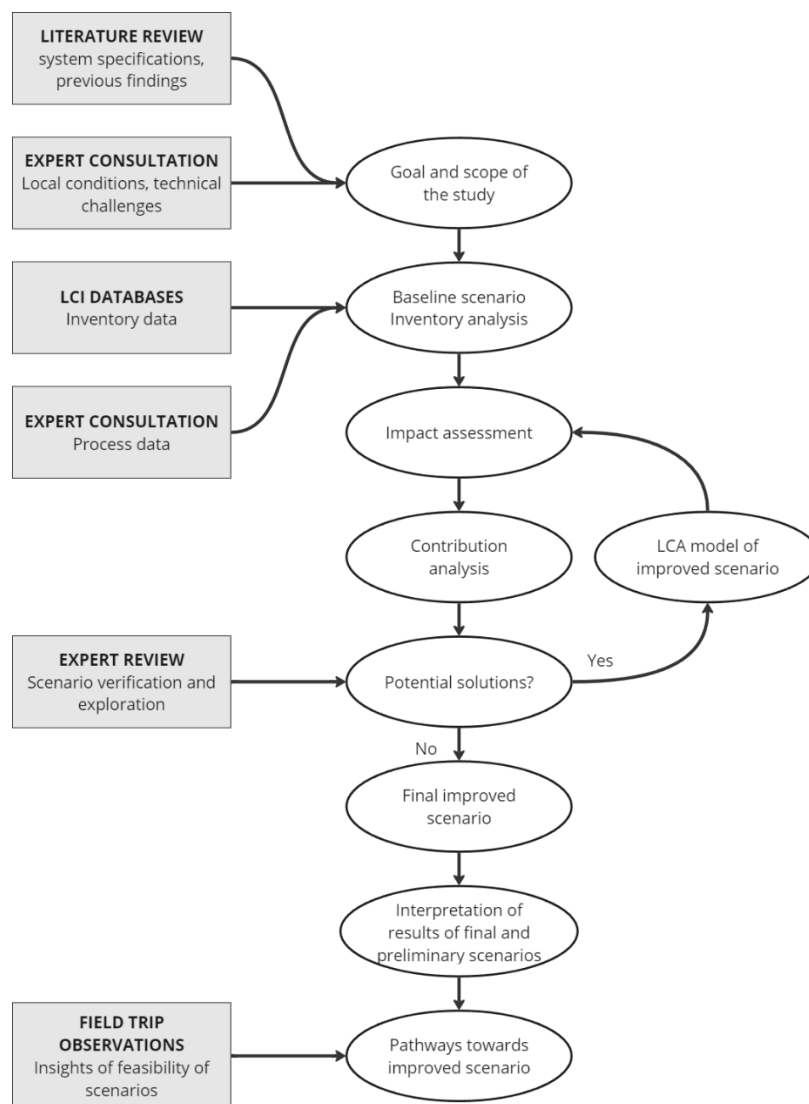 LITERATURE REVIEW
system specifications,
previous findings
EXPERT CONSULTATION
Local conditions, technical
challenges
Goal and scope of
the study
LCI DATABASES
Inventory data
Baseline scenario
Inventory analysis
EXPERT CONSULTATION
Process data
Impact assessment
Contribution
analysis
LCA model of
improved scenario
EXPERT REVIEW
Scenario verification and
exploration
Potential solutions?
Yes
No
Final improved
scenario
Interpretation of
results of final and
preliminary scenarios
FIELD TRIP
OBSERVATIONS
Insights of feasibility of
scenarios
Pathways towards
improved scenario